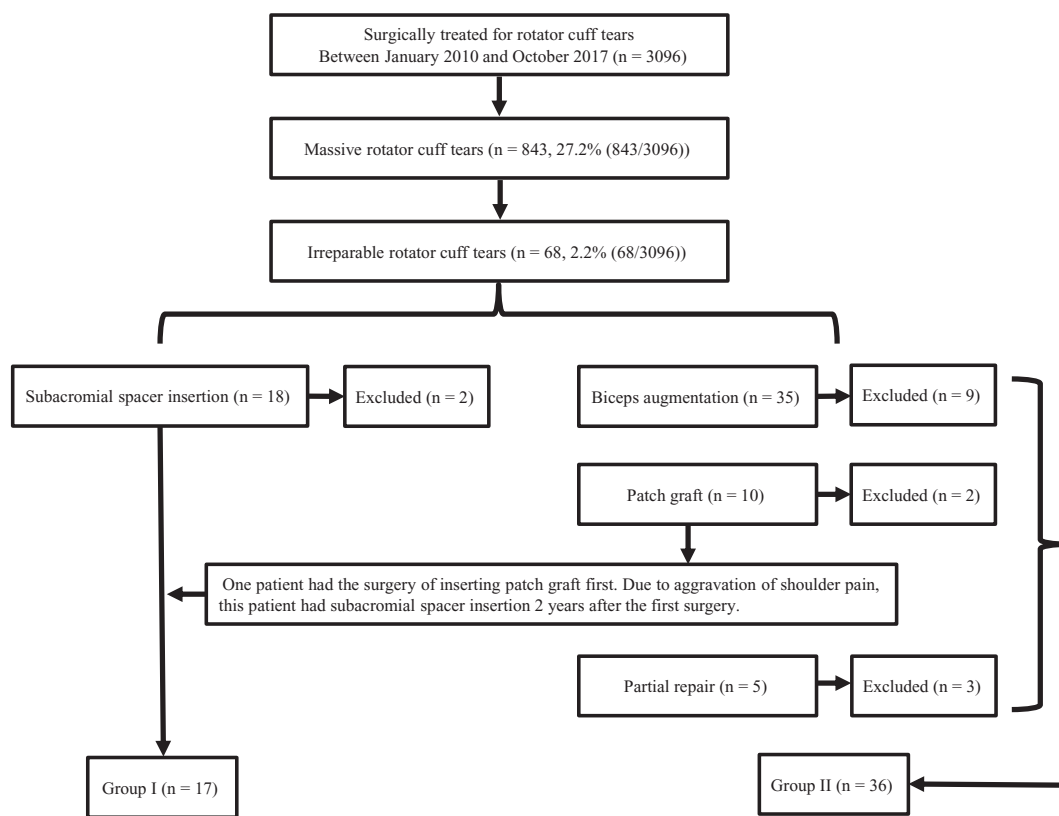 Surgically treated for rotator cuff tears
Between January 2010 and October 2017 (n = 3096)
Massive rotator cuff tears (n = 843, 27.2% (843/3096))
Irreparable rotator cuff tears (n = 68, 2.2% (68/3096))
Subacromial spacer insertion (n = 18)
Excluded (n = 2)
Biceps augmentation (n = 35)
Excluded (n = 9)
Patch graft (n = 10)
Excluded (n = 2)
One patient had the surgery of inserting patch graft first. Due to aggravation of shoulder pain,
this patient had subacromial spacer insertion 2 years after the first surgery.
Partial repair (n = 5)
Excluded (n = 3)
Group I (n = 17)
Group II (n = 36)